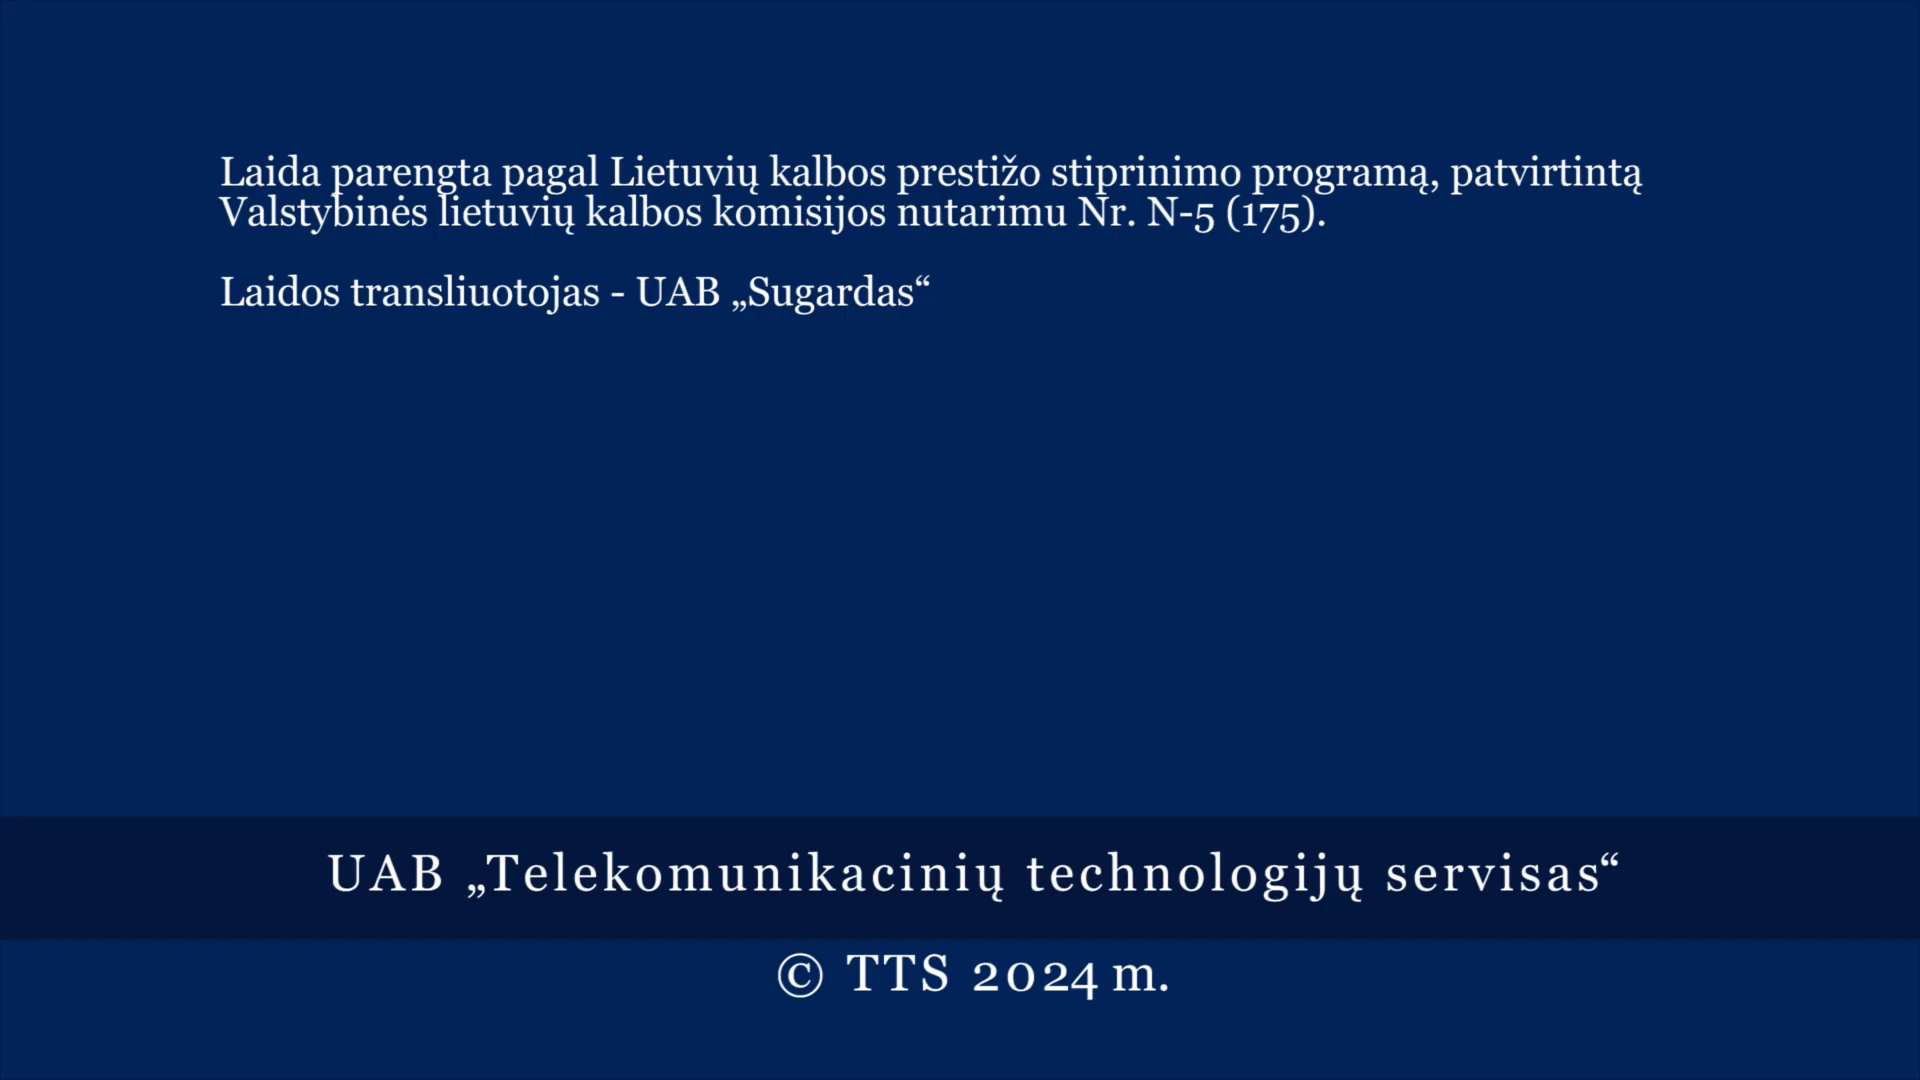 Laida parengta pagal Lietuvių kalbos prestižo stiprinimo programą, patvirtintą
Valstybinės lietuvių kalbos komisijos nutarimu Nr. N-5 (175).
Laidos transliuotojas - UAB „Sugardas“
UAB „Telekomunikacinių technologijų servisas“
© TTS 2024 m.